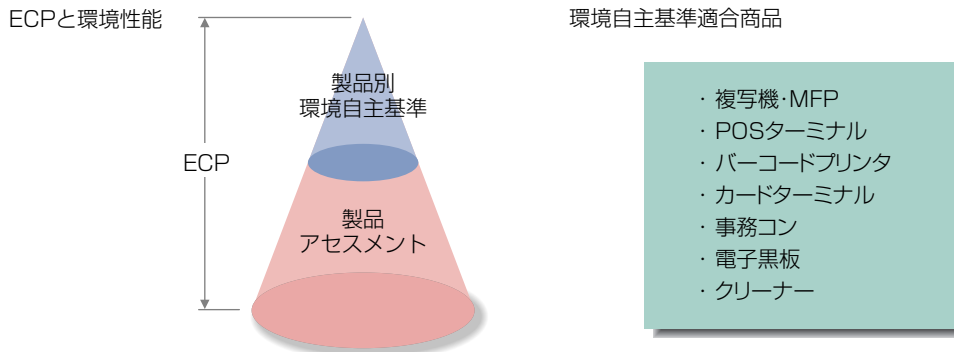 ECPと環境性能
製品別
環境自主基準
ECP
製品
アセスメント
環境自主基準適合商品
・複写機・MFP
・POSターミナル
・バーコードプリンタ
・カードターミナル
・事務コン
・電子黒板
・クリーナー